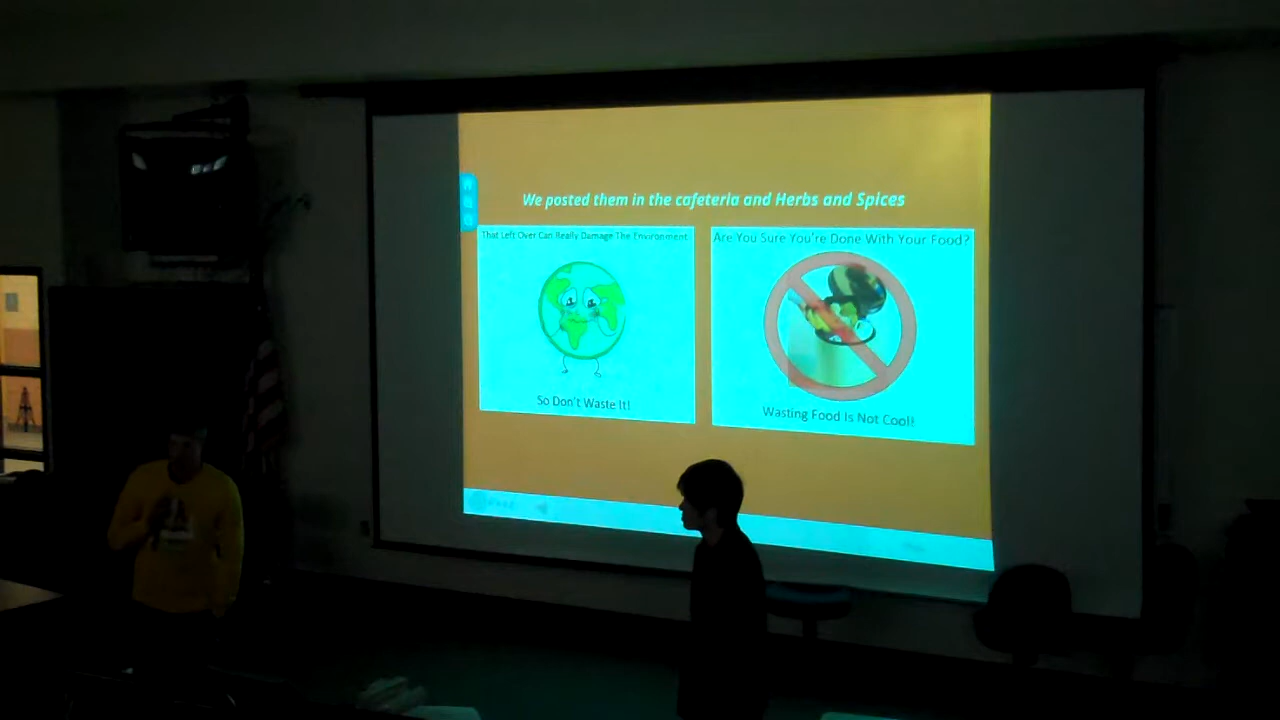 We posted them in the cafeteria and Herbs and Spices
That Left Over Can Really Damage The Environment
So Don't Waste It!
Are You Sure You're Done With Your Food?
Wasting Food Is Not Cool!